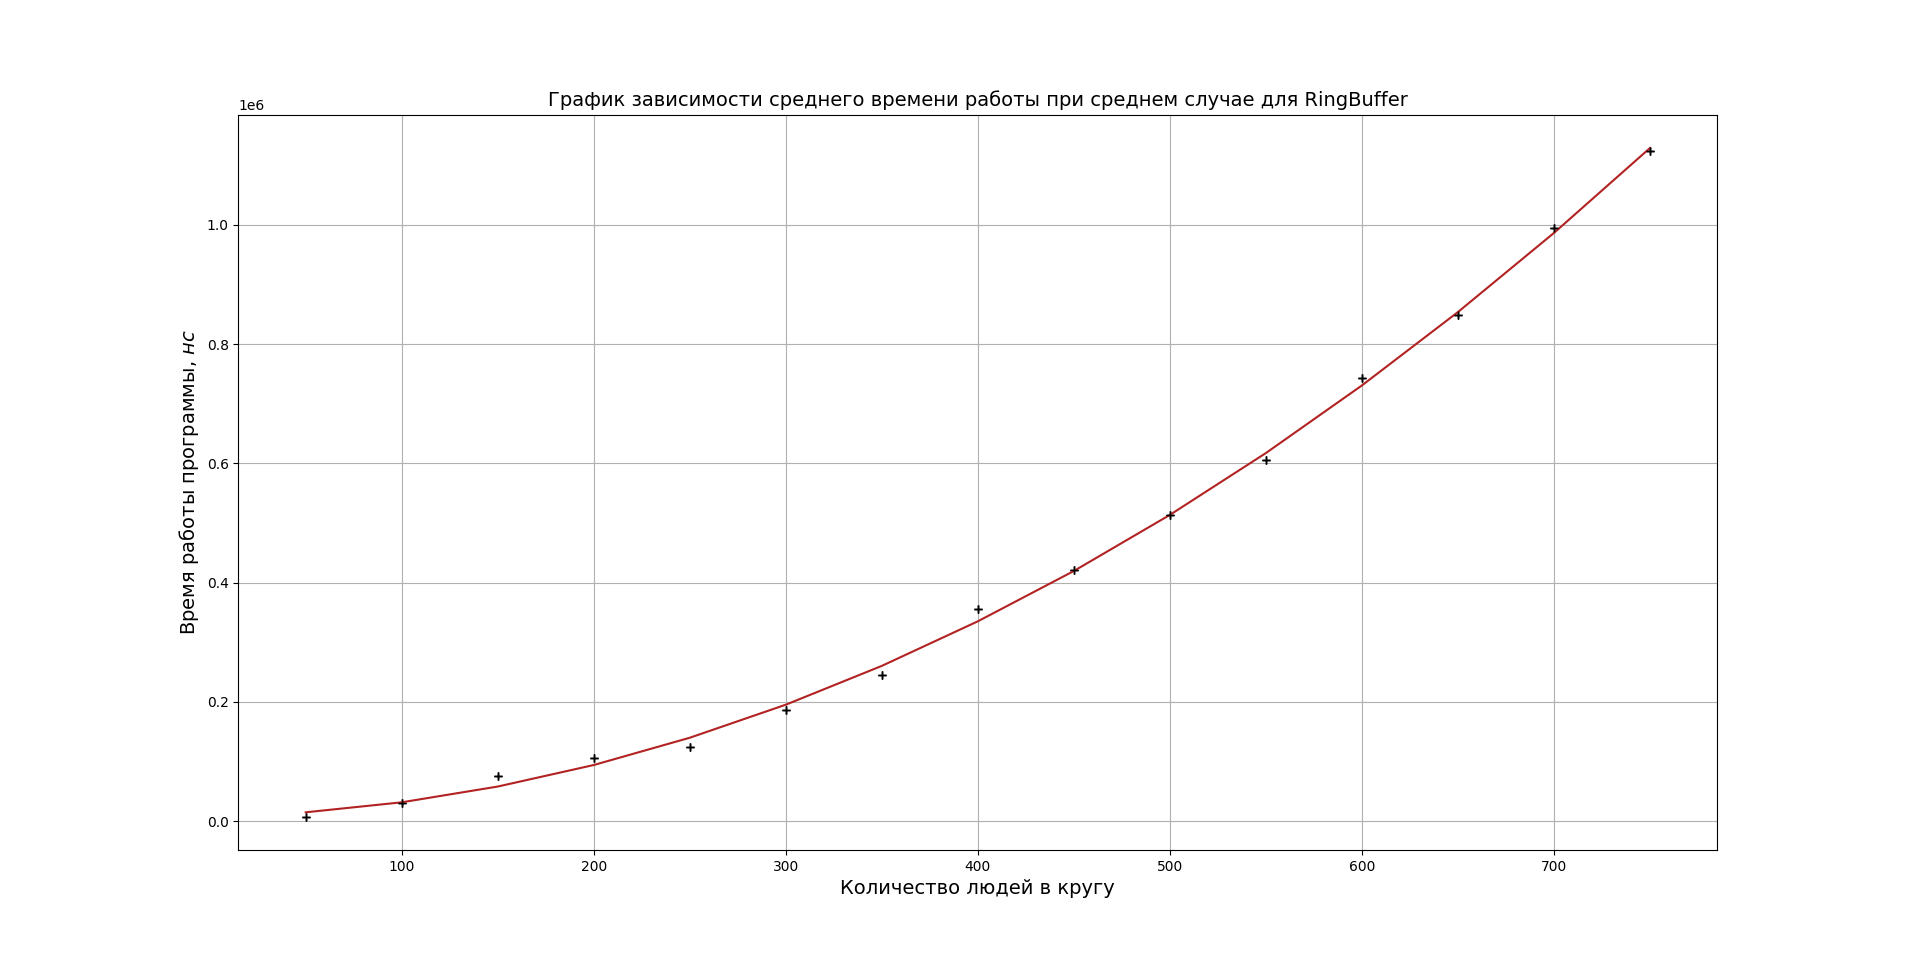 График зависимости среднего времени работы при среднем случае для RingBuffer
1e6
1.0
0.8
0.6
0.4
0.2
0.0
Время работы программы, нс
100 200 300 400 500 600 700
Количество людей в кругу